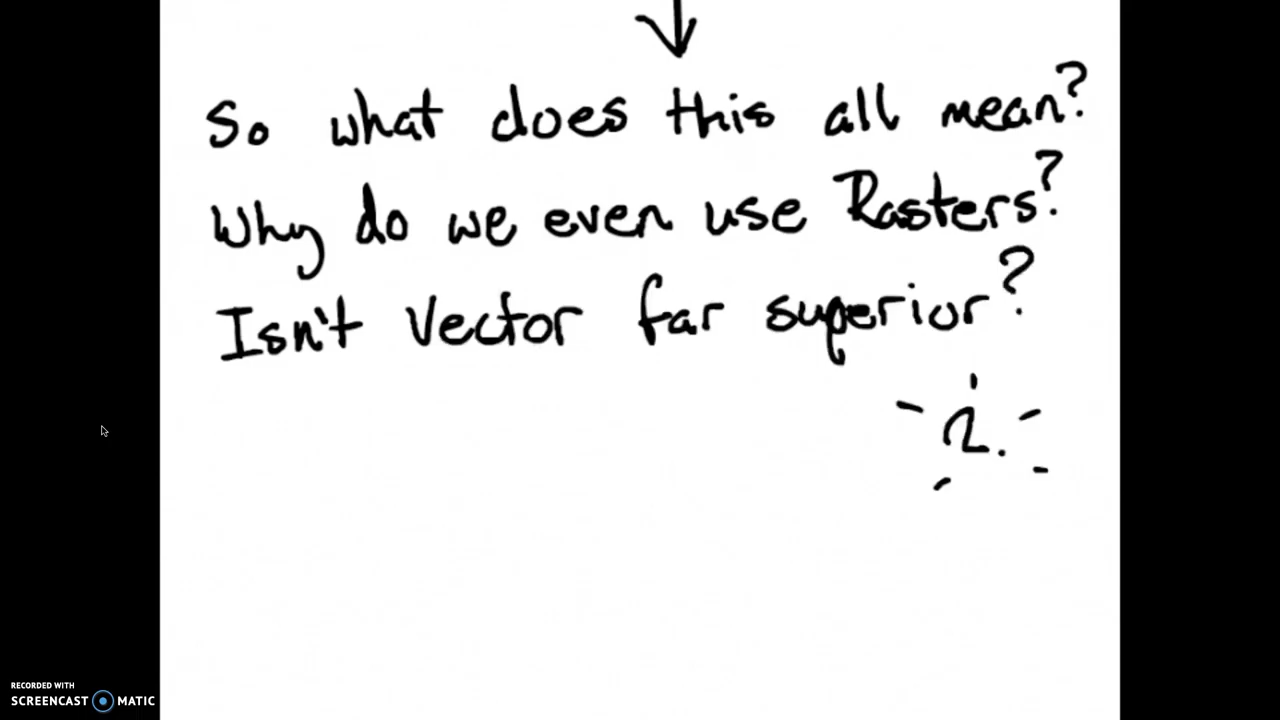 So what does this all mean?
Why do we even use Rasters?
Isn't Vector far superior?
2.
RECORDED WITH
SCREENCAST MATIC